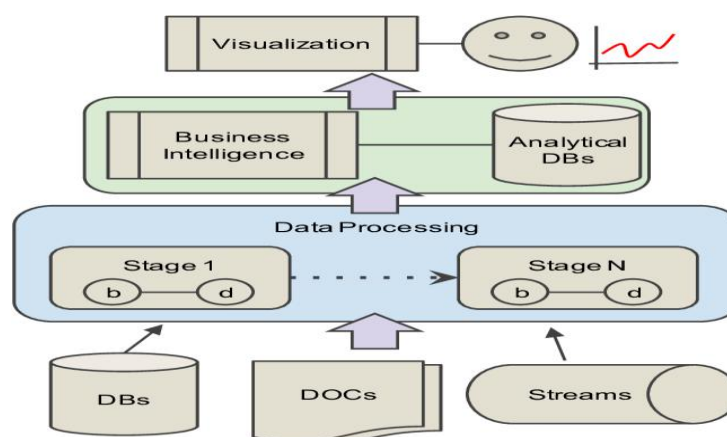 Visualization
Business
Intelligence
Analytical
DBs
Data Processing
Stage 1
b
d
Stage N
b
d
DBs
DOCs
Streams